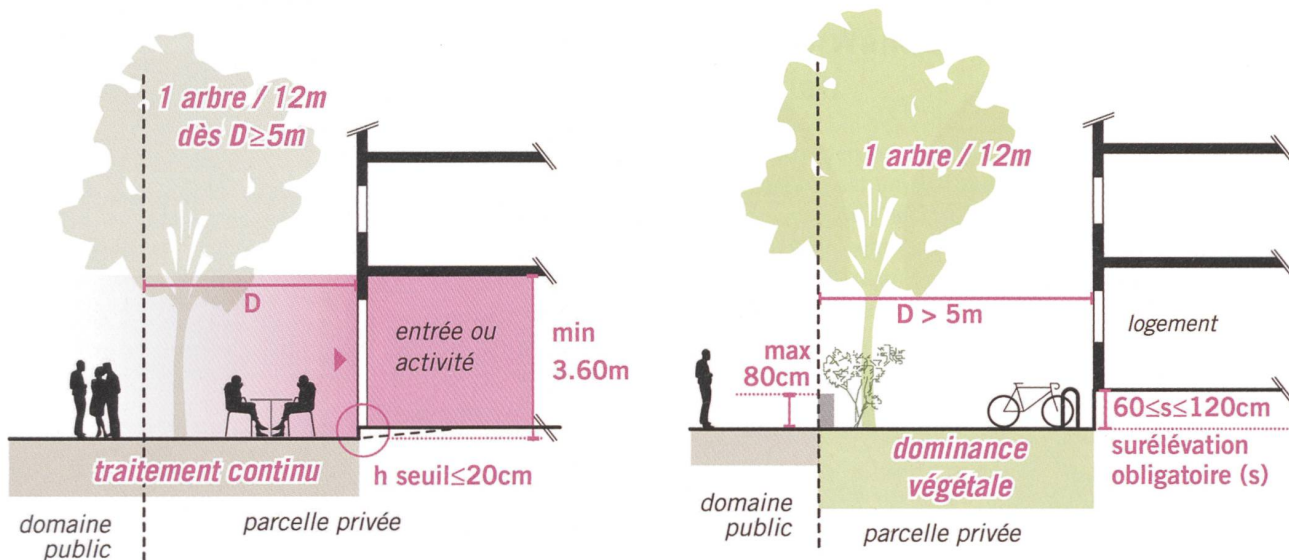 1 arbre / 12m
dès D≥5m
D
entrée ou
activité
min
3.60m
traitement continu
h seuil≤20cm
domaine
public
parcelle privée
1 arbre / 12m
D > 5m
logement
max
80cm
60≤s≤120cm
surélévation
obligatoire (s)
dominance
végétale
domaine
public
parcelle privée